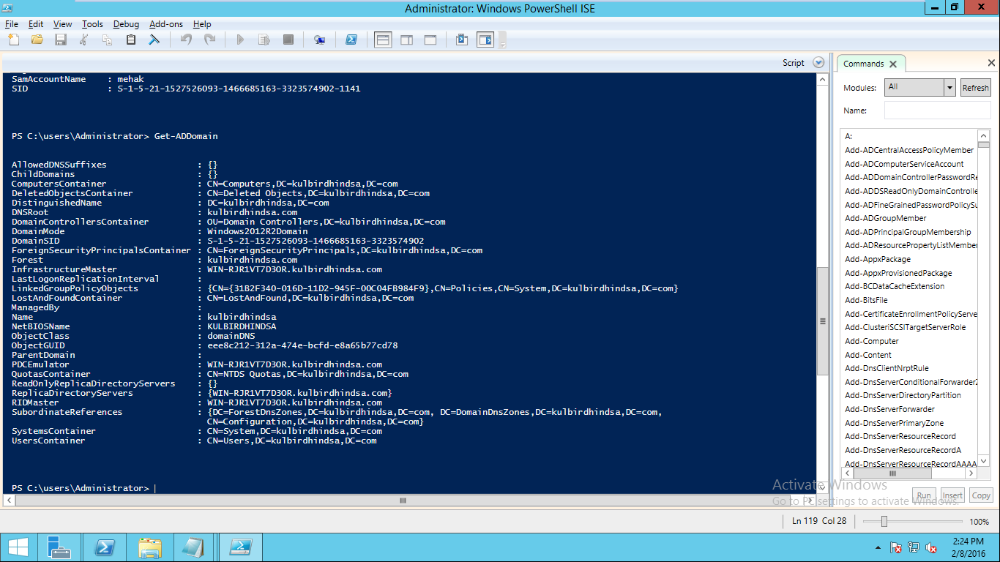 Administrator: Windows PowerShell ISE
File Edit View Tools Debug Add-ons Help
Script
SamAccountName : mehak
SID : S-1-5-21-1527526093-1466685163-3323574902-1141
PS C:\users\Administrator> Get-ADDomain
AllowedDNSSuffixes : {}
ChildDomains : {}
ComputersContainer : CN=Computers,DC=kulbirdhindsa,DC=com
DeletedObjectsContainer : CN=Deleted Objects,DC=kulbirdhindsa,DC=com
DistinguishedName : DC=kulbirdhindsa,DC=com
DNSRoot : kulbirdhindsa.com
DomainControllersContainer : OU=Domain Controllers,DC=kulbirdhindsa,DC=com
DomainMode : Windows2012R2Domain
DomainSID : S-1-5-21-1527526093-1466685163-3323574902
ForeignSecurityPrincipalsContainer : CN=ForeignSecurityPrincipals,DC=kulbirdhindsa,DC=com
Forest : kulbirdhindsa.com
InfrastructureMaster : WIN-RJR1VT7D3OR.kulbirdhindsa.com
LastLogonReplicationInterval :
LinkedGroupPolicyObjects : {CN={31B2F340-016D-11D2-945F-00C04FB984F9},CN=Policies,CN=System,DC=kulbirdhindsa,DC=com}
LostAndFoundContainer : CN=LostAndFound,DC=kulbirdhindsa,DC=com
ManagedBy :
Name : kulbirdhindsa
NetBIOSName : KULBIRDHINDSA
ObjectClass : domainDNS
ObjectGUID : eee8c212-312a-474e-bcfd-e8a65b77cd78
ParentDomain :
PDCEmulator : WIN-RJR1VT7D3OR.kulbirdhindsa.com
QuotasContainer : CN=NTDS Quotas,DC=kulbirdhindsa,DC=com
ReadOnlyReplicaDirectoryServers : {}
ReplicaDirectoryServers : {WIN-RJR1VT7D3OR.kulbirdhindsa.com}
RIDMaster : WIN-RJR1VT7D3OR.kulbirdhindsa.com
SubordinateReferences : {DC=ForestDnsZones,DC=kulbirdhindsa,DC=com, DC=DomainDnsZones,DC=kulbirdhindsa,DC=com,
CN=Configuration,DC=kulbirdhindsa,DC=com}
SystemsContainer : CN=System,DC=kulbirdhindsa,DC=com
UsersContainer : CN=Users,DC=kulbirdhindsa,DC=com
PS C:\users\Administrator>
Commands
Modules: All Refresh
Name:
A:
Add-ADCentralAccessPolicyMember
Add-ADComputerServiceAccount
Add-ADDomainControllerPasswordRe
Add-ADDSReadOnlyDomainControlle
Add-ADFineGrainedPasswordPolicySu
Add-ADGroupMember
Add-ADPrincipalGroupMembership
Add-ADResourcePropertyListMember
Add-AppxPackage
Add-AppxProvisionedPackage
Add-BCDataCacheExtension
Add-BitsFile
Add-CertificateEnrollmentPolicyServe
Add-ClusteriSCSITargetServerRole
Add-Computer
Add-Content
Add-DnsClientNrptRule
Add-DnsServerConditionalForwarderZ
Add-DnsServerDirectoryPartition
Add-DnsServerForwarder
Add-DnsServerPrimaryZone
Add-DnsServerResourceRecord
Add-DnsServerResourceRecordA
Add-DnsServerResourceRecordAAAA
Run Insert Copy
Activate Windows
Go to PC settings to activate Windows.
Ln 119 Col 28
100%
2:24 PM
2/8/2016